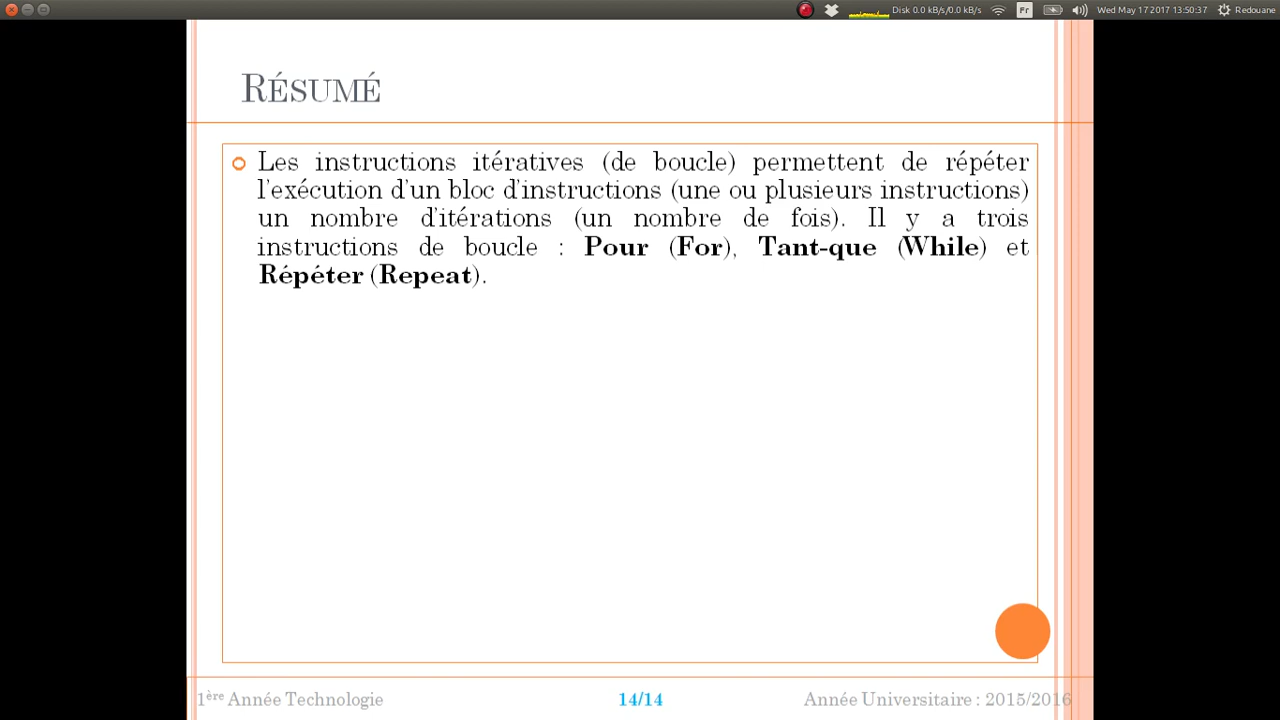 Disk 0.0 kB/s/0.0 kB/s Fr Wed May 17 2017 13:50:37 Redouane
RÉSUMÉ
Les instructions itératives (de boucle) permettent de répéter
l'exécution d'un bloc d'instructions (une ou plusieurs instructions)
un nombre d'itérations (un nombre de fois). Il y a trois
instructions de boucle : Pour (For), Tant-que (While) et
Répéter (Repeat).
1ère Année Technologie 14/14 Année Universitaire : 2015/2016